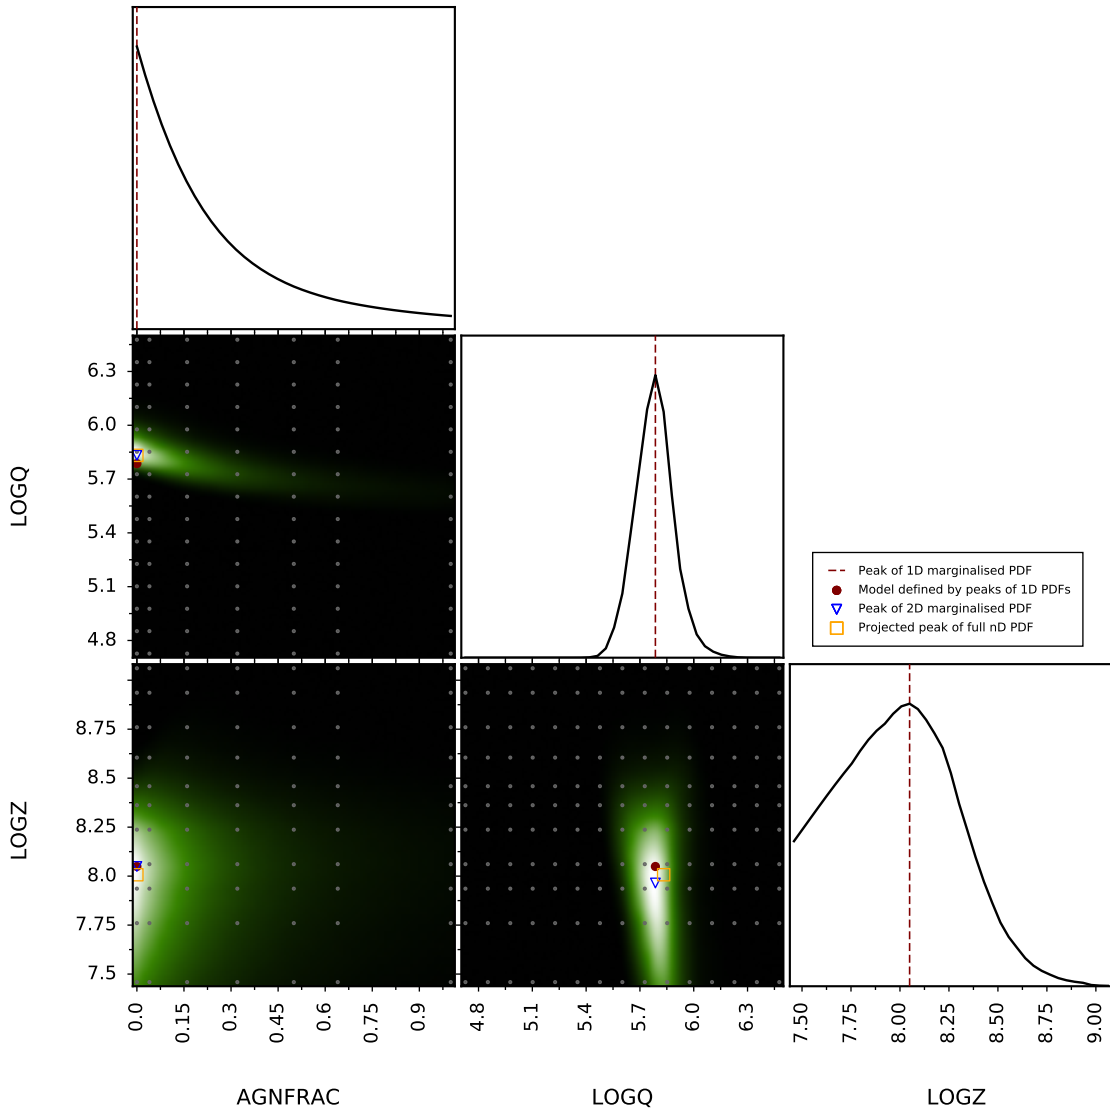 6.3
6.0
5.7
5.4
5.1
4.8
LOGQ
Peak of 1D marginalised PDF
Model defined by peaks of 1D PDFs
Peak of 2D marginalised PDF
Projected peak of full nD PDF
8.75
8.5
8.25
8.0
7.75
7.5
LOGZ
0.0 0.15 0.3 0.45 0.6 0.75 0.9
4.8 5.1 5.4 5.7 6.0 6.3
7.50 7.75 8.00 8.25 8.50 8.75 9.00
AGNFRAC LOGQ LOGZ